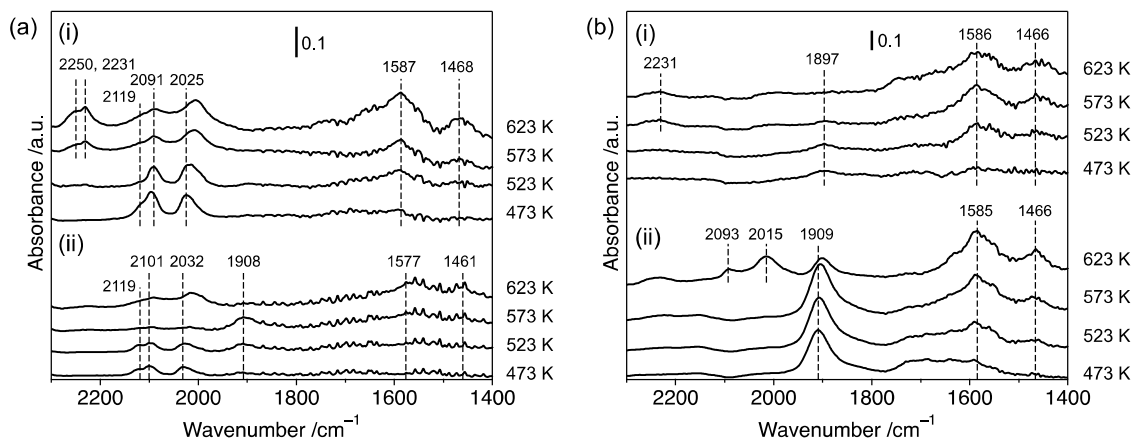 (a)
(i)
0.1
2250, 2231
2091
2025
2119
1587
1468
623 K
573 K
523 K
473 K
(ii)
2101
2032
1908
1577
1461
2119
623 K
573 K
523 K
473 K
Absorbance /a.u.
2200
2000
1800
1600
1400
Wavenumber /cm⁻¹
(b)
(i)
0.1
2231
1897
1586
1466
623 K
573 K
523 K
473 K
(ii)
2093
2015
1909
1585
1466
623 K
573 K
523 K
473 K
Absorbance /a.u.
2200
2000
1800
1600
1400
Wavenumber /cm⁻¹